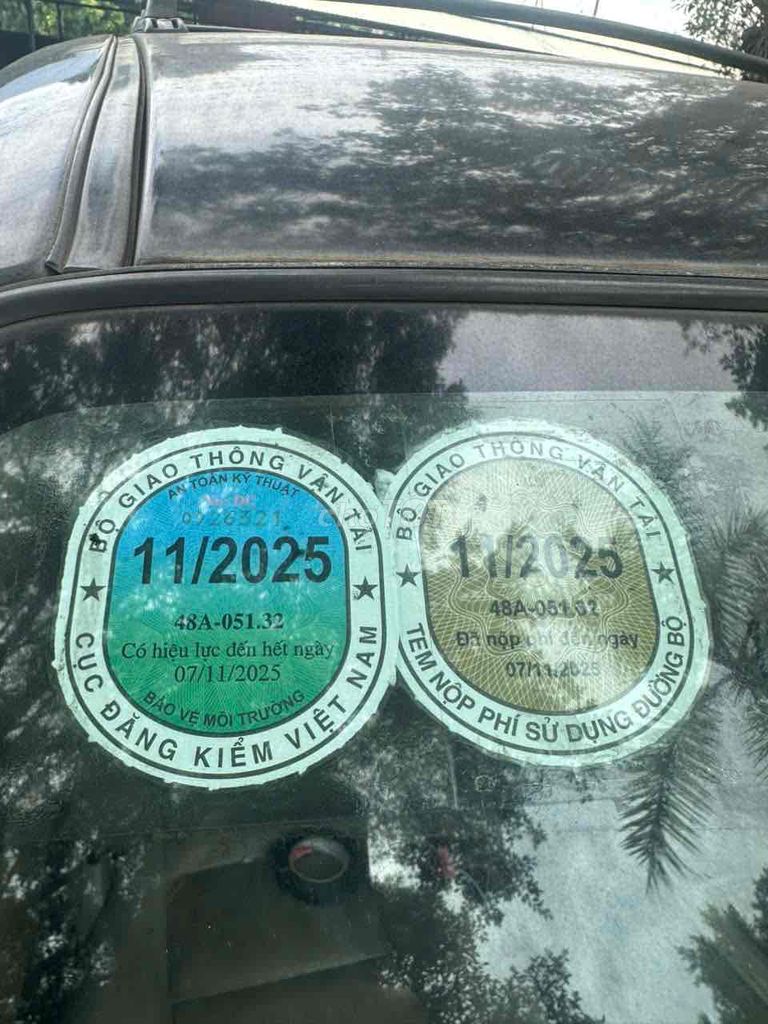 BỘ GIAO THÔNG VẬN TẢI
AN TOÀN KỸ THUẬT
11/2025
48A-051.32
Có hiệu lực đến hết ngày
07/11/2025
BẢO VỆ MÔI TRƯỜNG
★ CỤC ĐĂNG KIỂM VIỆT NAM ★
BỘ GIAO THÔNG VẬN TẢI
11/2025
48A-051.32
Đã nộp phí đến ngày
07/11/2025
★ TEM NỘP PHÍ SỬ DỤNG ĐƯỜNG BỘ ★